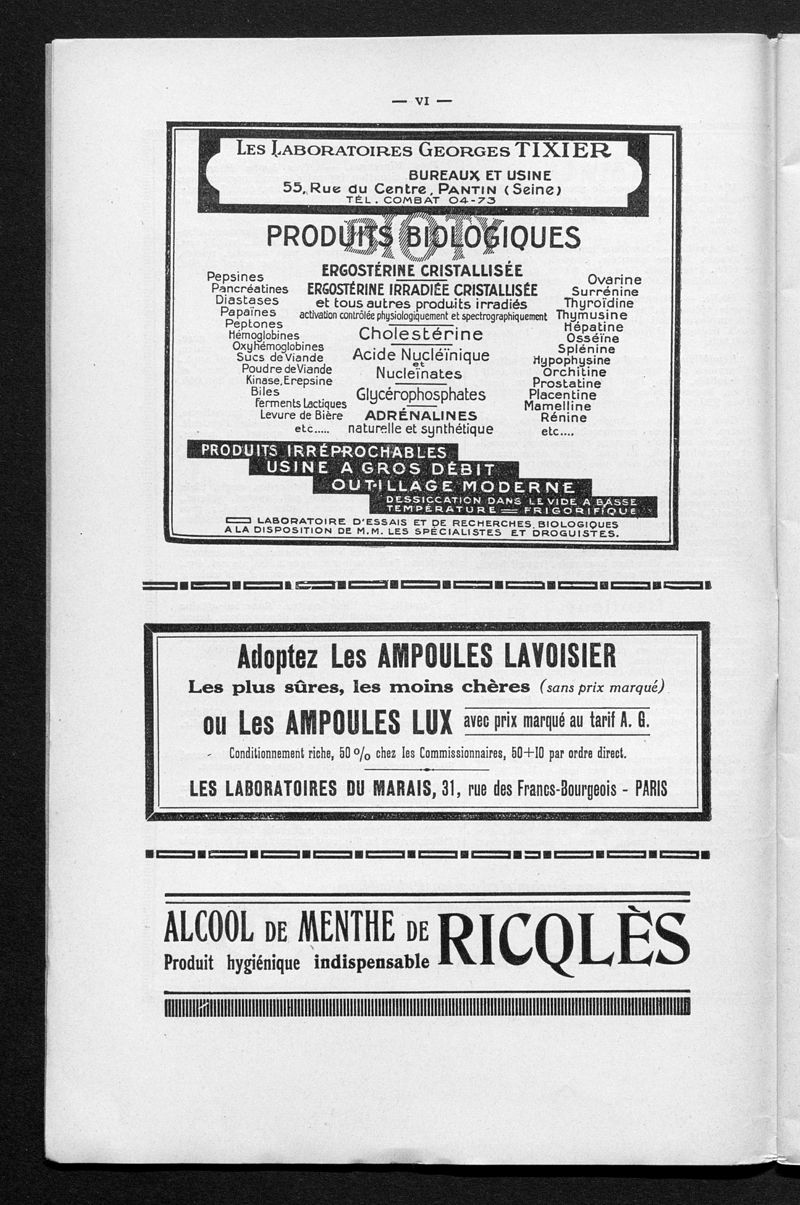 — VI —
LES LABORATOIRES GEORGES TIXIER
BUREAUX ET USINE
55, Rue du Centre, PANTIN (Seine)
TÉL. COMBAT 04-73
BIOTY
PRODUITS BIOLOGIQUES
Pepsines
Pancréatines
Diastases
Papaïnes
Peptones
Hémoglobines
Oxyhémoglobines
Sucs de Viande
Poudre de Viande
Kinase, Erepsine
Biles
Ferments Lactiques
Levure de Bière
etc.....
ERGOSTÉRINE CRISTALLISÉE
ERGOSTÉRINE IRRADIÉE CRISTALLISÉE
et tous autres produits irradiés
activation contrôlée physiologiquement et spectrographiquement
Cholestérine
Acide Nucléïnique
et
Nucleïnates
Glycérophosphates
ADRÉNALINES
naturelle et synthétique
Ovarine
Surrénine
Thyroïdine
Thymusine
Hépatine
Osséïne
Splénine
Hypophysine
Orchitine
Prostatine
Placentine
Mamelline
Rénine
etc....
PRODUITS IRRÉPROCHABLES
USINE A GROS DÉBIT
OUTILLAGE MODERNE
DESSICCATION DANS LE VIDE A BASSE
TEMPÉRATURE = FRIGORIFIQUE
LABORATOIRE D'ESSAIS ET DE RECHERCHES BIOLOGIQUES
A LA DISPOSITION DE M.M. LES SPÉCIALISTES ET DROGUISTES.
Adoptez Les AMPOULES LAVOISIER
Les plus sûres, les moins chères (sans prix marqué)
ou Les AMPOULES LUX avec prix marqué au tarif A. G.
Conditionnement riche, 50 % chez les Commissionnaires, 50+10 par ordre direct.
LES LABORATOIRES DU MARAIS, 31, rue des Francs-Bourgeois - PARIS
ALCOOL DE MENTHE DE RICQLÈS
Produit hygiénique indispensable